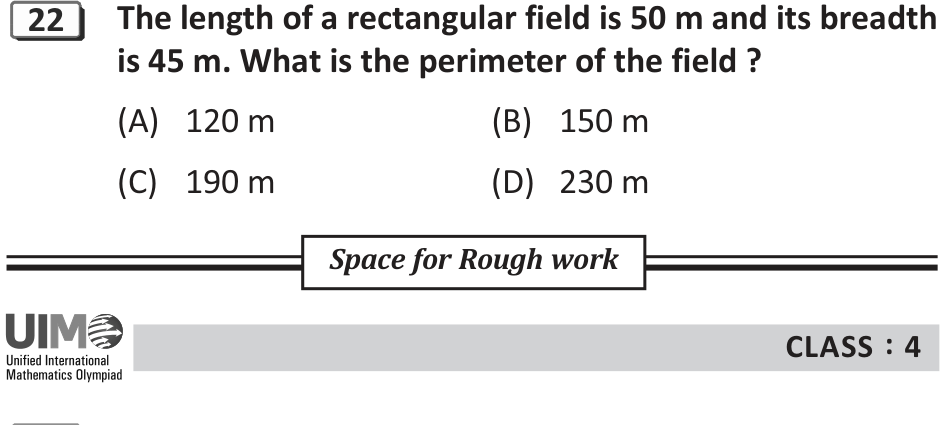 22 The length of a rectangular field is 50 m and its breadth
is 45 m. What is the perimeter of the field ?
(A) 120 m (B) 150 m
(C) 190 m (D) 230 m
Space for Rough work
UIMO
Unified International
Mathematics Olympiad
CLASS : 4